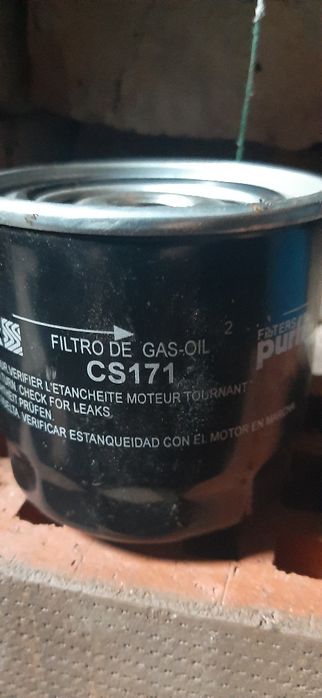 FILTRO DE GAS-OIL 2
CS171
FILTERS
VERIFIER L'ETANCHEITE MOTEUR TOURNANT
CHECK FOR LEAKS
PRÜFEN
VERIFICAR ESTANQUEIDAD CON EL MOTOR EN MARCHA